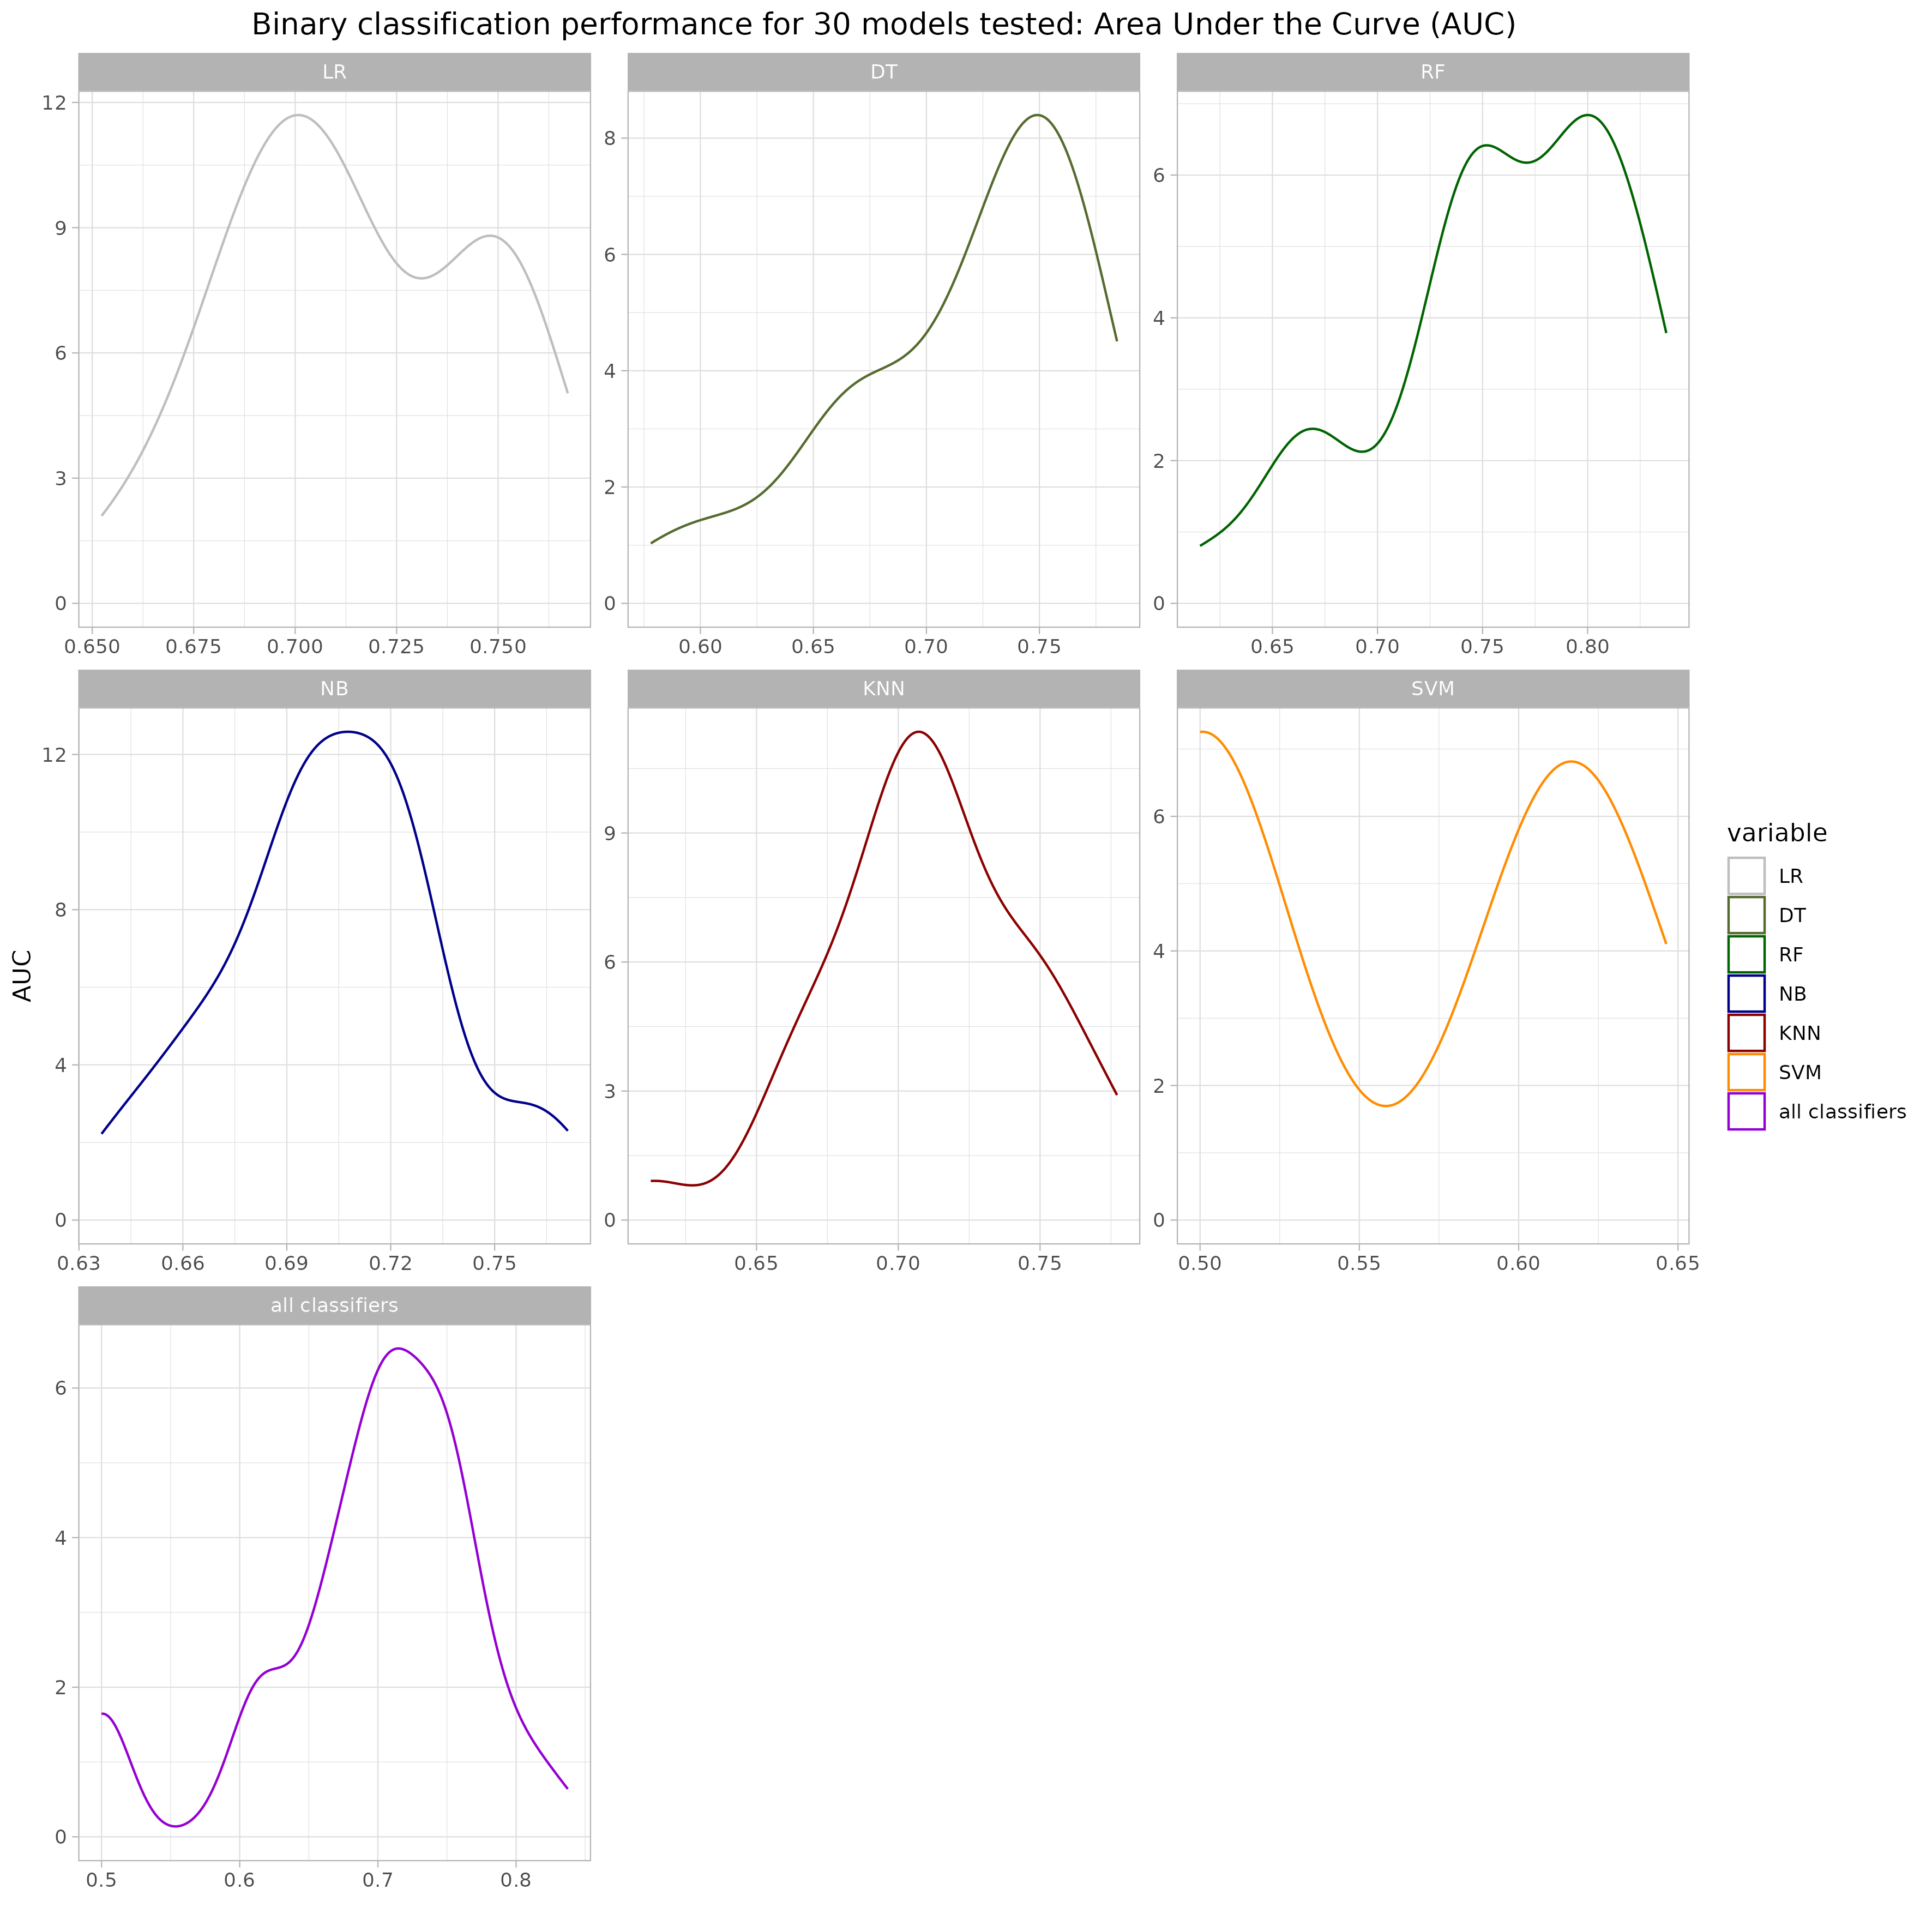 Binary classification performance for 30 models tested: Area Under the Curve (AUC)
LR
DT
RF
12
9
6
3
0
0.650 0.675 0.700 0.725 0.750
8
6
4
2
0
0.60 0.65 0.70 0.75
6
4
2
0
0.65 0.70 0.75 0.80
NB
KNN
SVM
12
8
4
0
0.63 0.66 0.69 0.72 0.75
9
6
3
0
0.65 0.70 0.75
6
4
2
0
0.50 0.55 0.60 0.65
AUC
variable
LR
DT
RF
NB
KNN
SVM
all classifiers
all classifiers
6
4
2
0
0.5 0.6 0.7 0.8